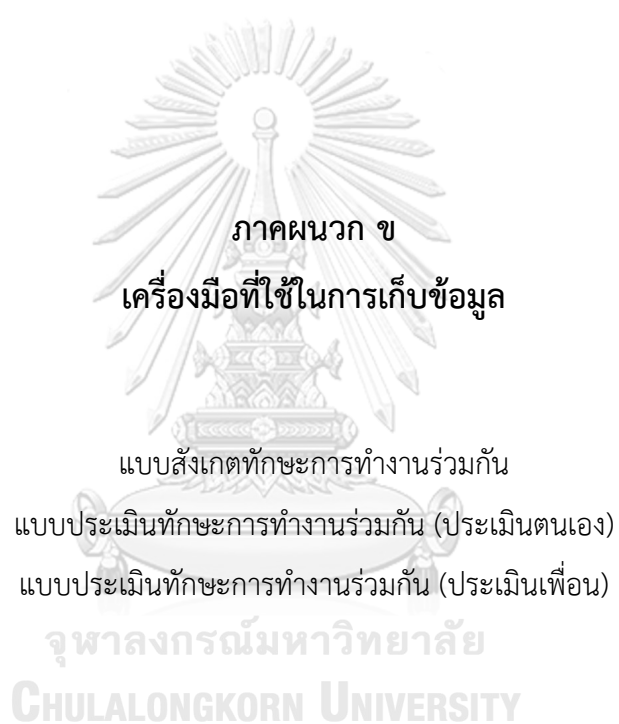 ภาคผนวก ข
เครื่องมือที่ใช้ในการเก็บข้อมูล
แบบสังเกตทักษะการทำงานร่วมกัน
แบบประเมินทักษะการทำงานร่วมกัน (ประเมินตนเอง)
แบบประเมินทักษะการทำงานร่วมกัน (ประเมินเพื่อน)
จุฬาลงกรณ์มหาวิทยาลัย
CHULALONGKORN UNIVERSITY